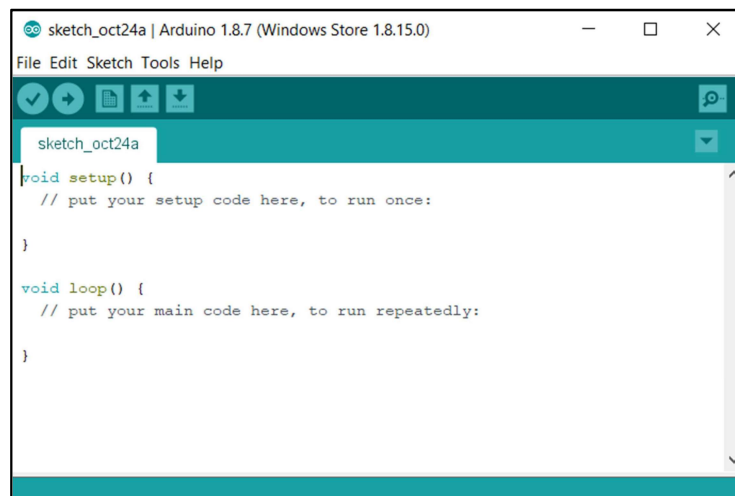 sketch_oct24a | Arduino 1.8.7 (Windows Store 1.8.15.0)
File Edit Sketch Tools Help
sketch_oct24a
void setup() {
  // put your setup code here, to run once:
}
void loop() {
  // put your main code here, to run repeatedly:
}